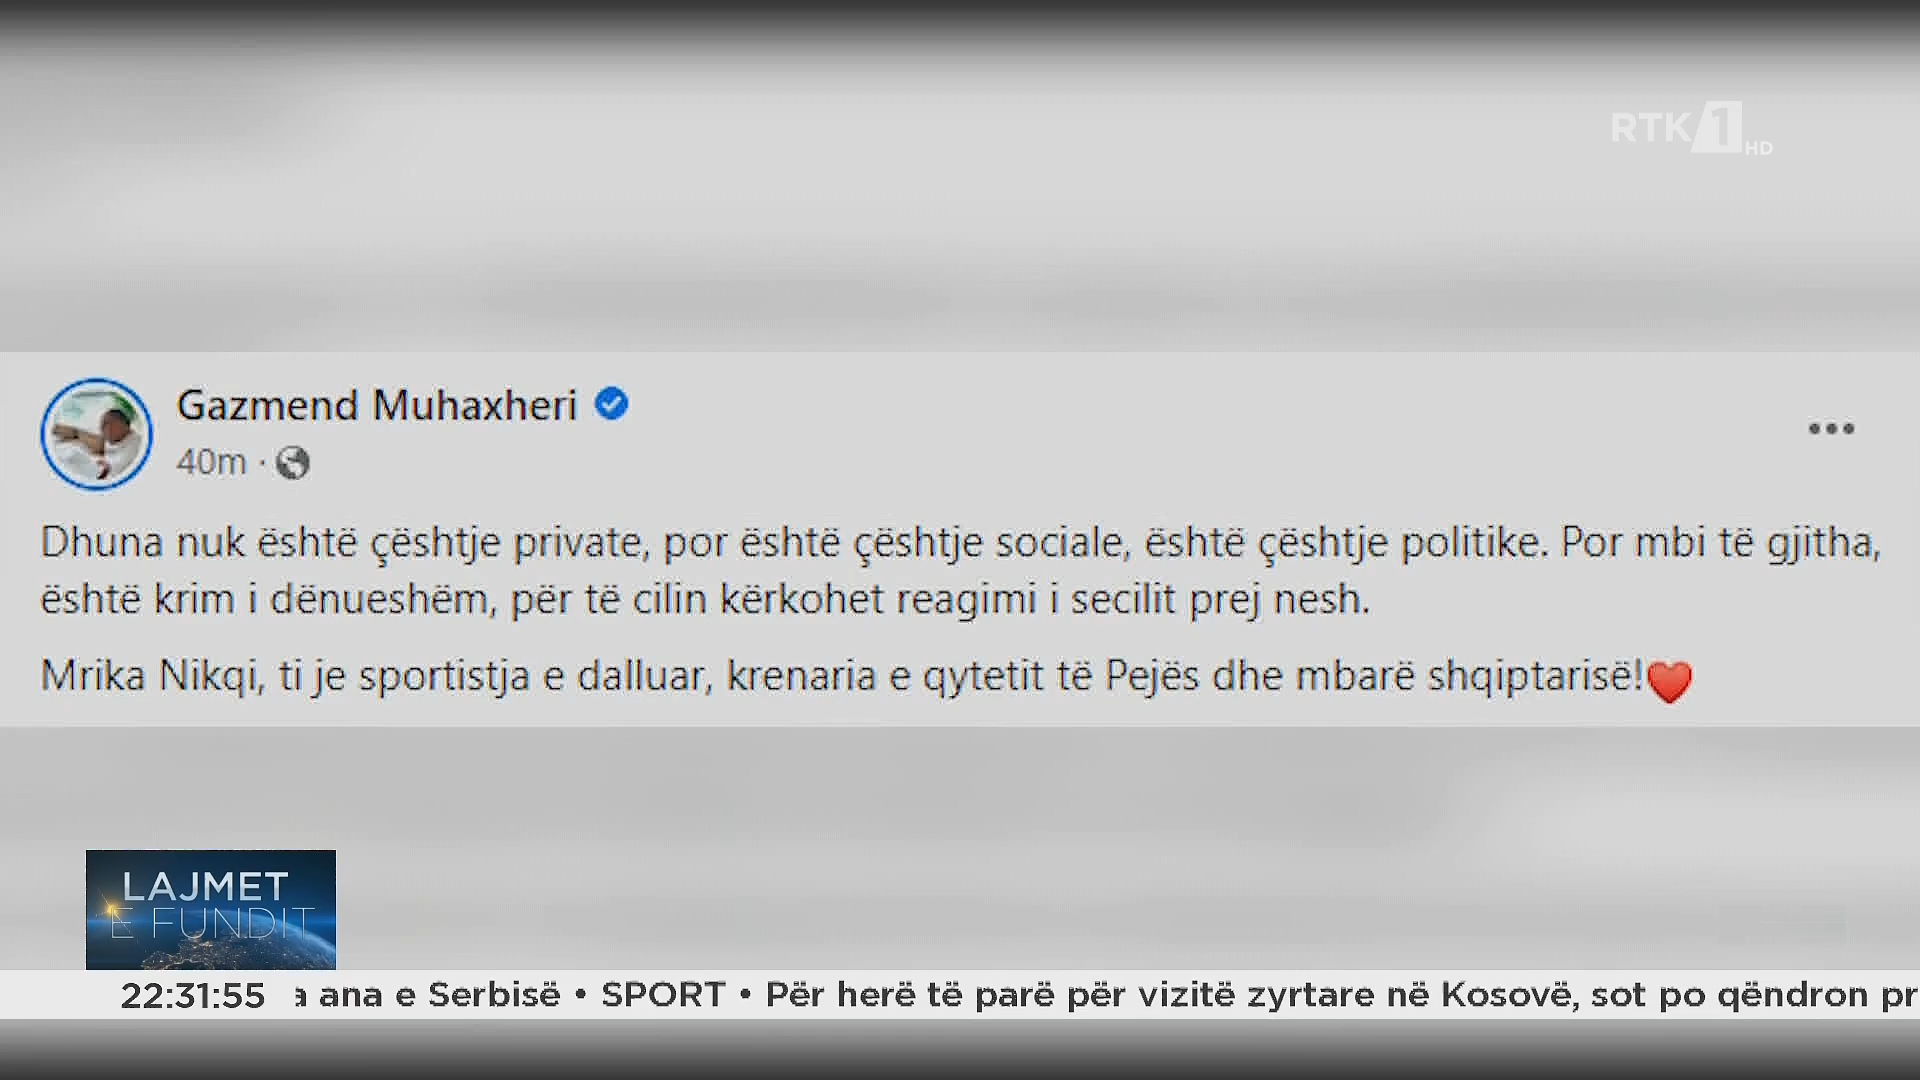 RTK 1 HD
Gazmend Muhaxheri
40m ·
Dhuna nuk është çështje private, por është çështje sociale, është çështje politike. Por mbi të gjitha,
është krim i dënueshëm, për të cilin kërkohet reagimi i secilit prej nesh.
Mrika Nikqi, ti je sportistja e dalluar, krenaria e qytetit të Pejës dhe mbarë shqiptarisë!❤️
LAJMET
E FUNDIT
22:31:55 ana e Serbisë • SPORT • Për herë të parë për vizitë zyrtare në Kosovë, sot po qëndron pr